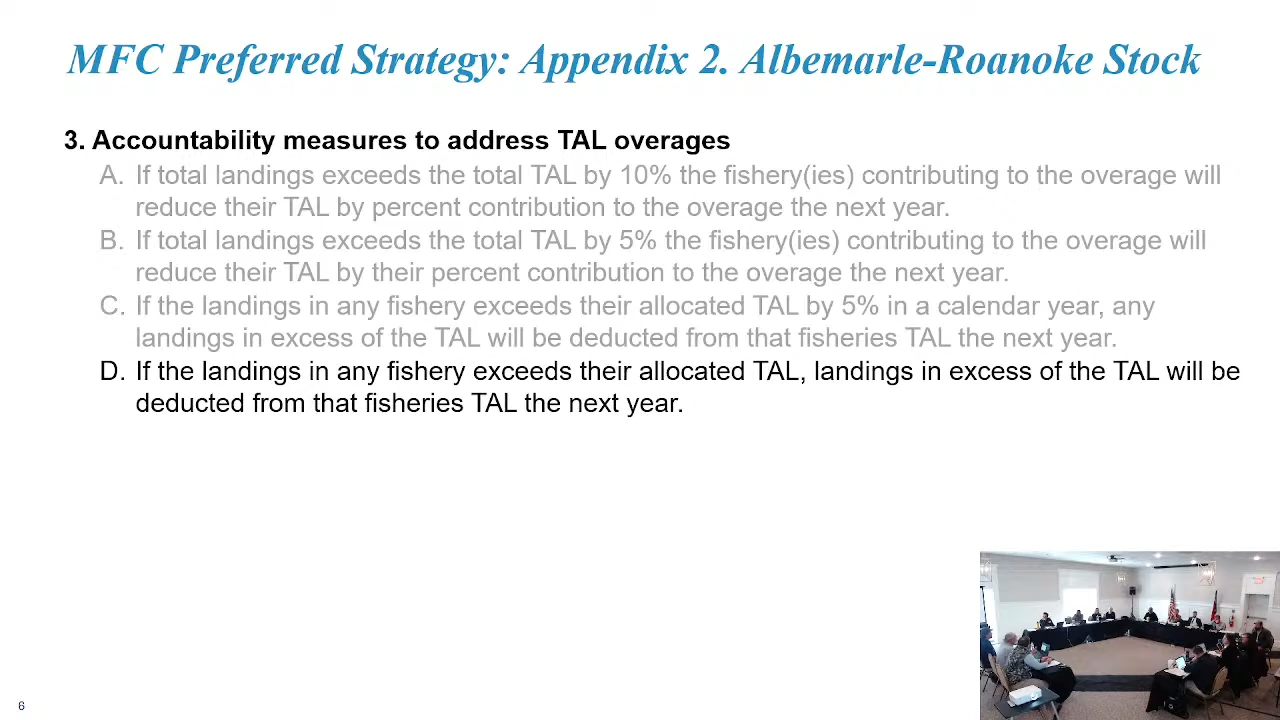 MFC Preferred Strategy: Appendix 2. Albemarle-Roanoke Stock
3. Accountability measures to address TAL overages
A. If total landings exceeds the total TAL by 10% the fishery(ies) contributing to the overage will
reduce their TAL by percent contribution to the overage the next year.
B. If total landings exceeds the total TAL by 5% the fishery(ies) contributing to the overage will
reduce their TAL by their percent contribution to the overage the next year.
C. If the landings in any fishery exceeds their allocated TAL by 5% in a calendar year, any
landings in excess of the TAL will be deducted from that fisheries TAL the next year.
D. If the landings in any fishery exceeds their allocated TAL, landings in excess of the TAL will be
deducted from that fisheries TAL the next year.
6